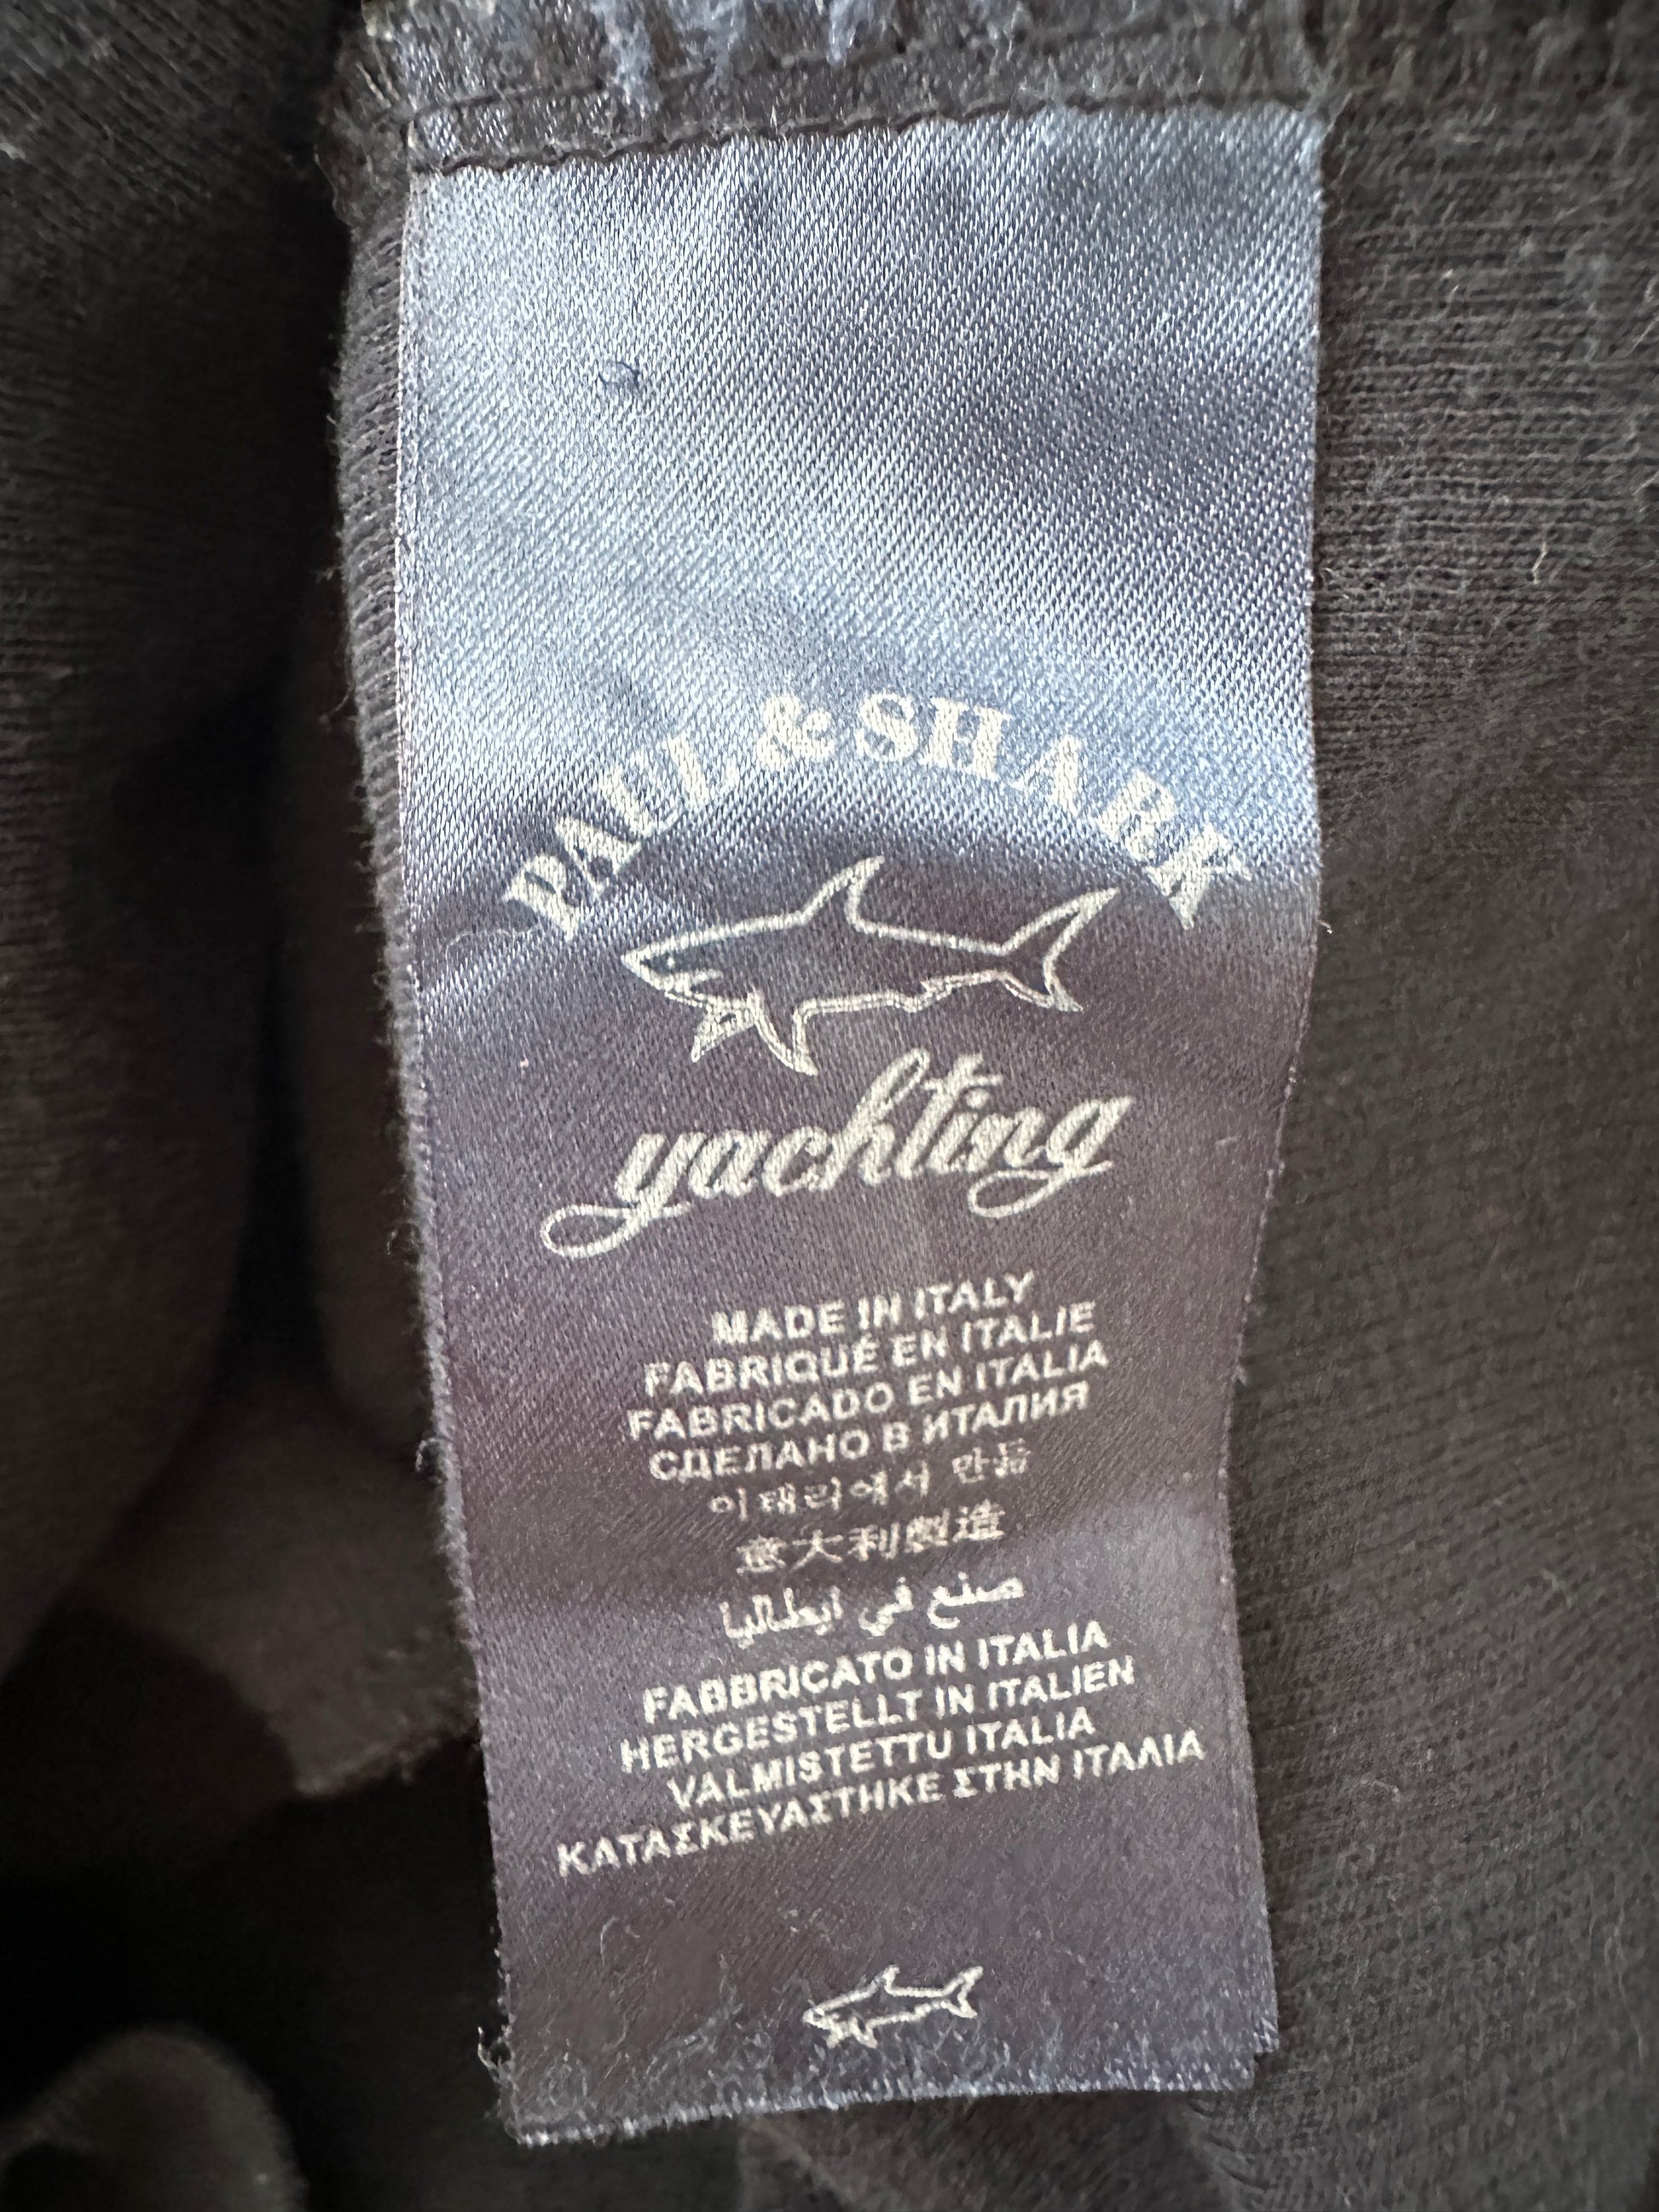 PAUL & SHARK
yachting
MADE IN ITALY
FABRIQUÉ EN ITALIE
FABRICADO EN ITALIA
СДЕЛАНО В ИТАЛИЯ
이태리에서 만듦
意大利製造
صنع في ايطاليا
FABBRICATO IN ITALIA
HERGESTELLT IN ITALIEN
VALMISTETTU ITALIA
ΚΑΤΑΣΚΕΥΑΣΤΗΚΕ ΣΤΗΝ ΙΤΑΛΙΑ